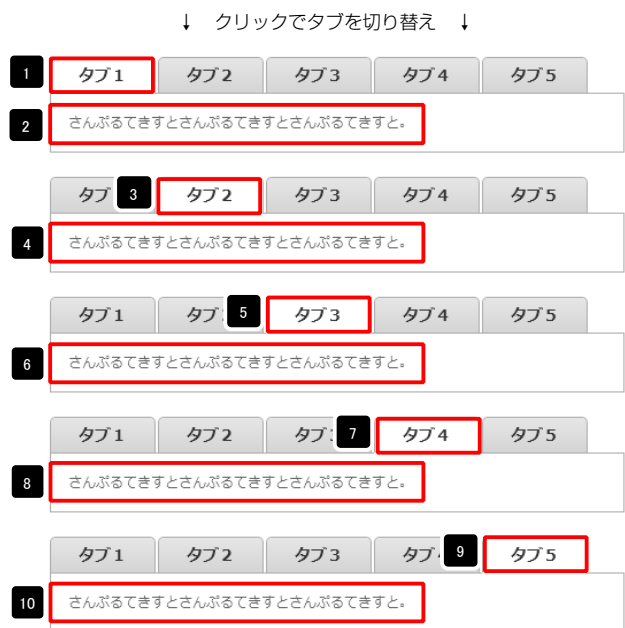 ↓ クリックでタブを切り替え ↓
1 タブ1 タブ2 タブ3 タブ4 タブ5
2 さんぷるてきすとさんぷるてきすとさんぷるてきすと。
タブ 3 タブ2 タブ3 タブ4 タブ5
4 さんぷるてきすとさんぷるてきすとさんぷるてきすと。
タブ1 タブ 5 タブ3 タブ4 タブ5
6 さんぷるてきすとさんぷるてきすとさんぷるてきすと。
タブ1 タブ2 タブ 7 タブ4 タブ5
8 さんぷるてきすとさんぷるてきすとさんぷるてきすと。
タブ1 タブ2 タブ3 タブ 9 タブ5
10 さんぷるてきすとさんぷるてきすとさんぷるてきすと。